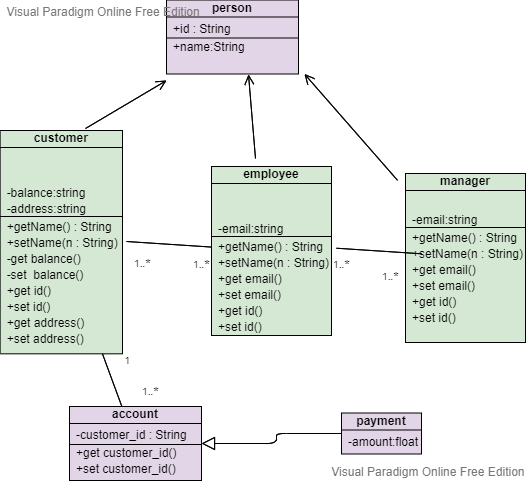 Visual Paradigm Online Free Edition
person
+id : String
+name:String
customer
-balance:string
-address:string
+getName() : String
+setName(n : String)
-get balance()
-set  balance()
+get id()
+set id()
+get address()
+set address()
employee
-email:string
+getName() : String
+setName(n : String)
+get email()
+set email()
+get id()
+set id()
manager
-email:string
+getName() : String
+setName(n : String)
+get email()
+set email()
+get id()
+set id()
1..*
1..*
1..*
1..*
1
1..*
account
-customer_id : String
+get customer_id()
+set customer_id()
payment
-amount:float
Visual Paradigm Online Free Edition